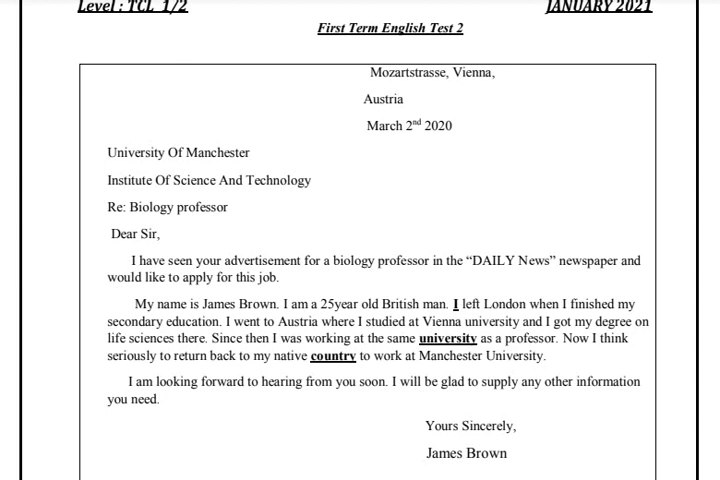 Level : TCL 1/2 JANUARY 2021
First Term English Test 2
Mozartstrasse, Vienna,
Austria
March 2nd 2020
University Of Manchester
Institute Of Science And Technology
Re: Biology professor
Dear Sir,
I have seen your advertisement for a biology professor in the “DAILY News” newspaper and
would like to apply for this job.
My name is James Brown. I am a 25year old British man. I left London when I finished my
secondary education. I went to Austria where I studied at Vienna university and I got my degree on
life sciences there. Since then I was working at the same university as a professor. Now I think
seriously to return back to my native country to work at Manchester University.
I am looking forward to hearing from you soon. I will be glad to supply any other information
you need.
Yours Sincerely,
James Brown